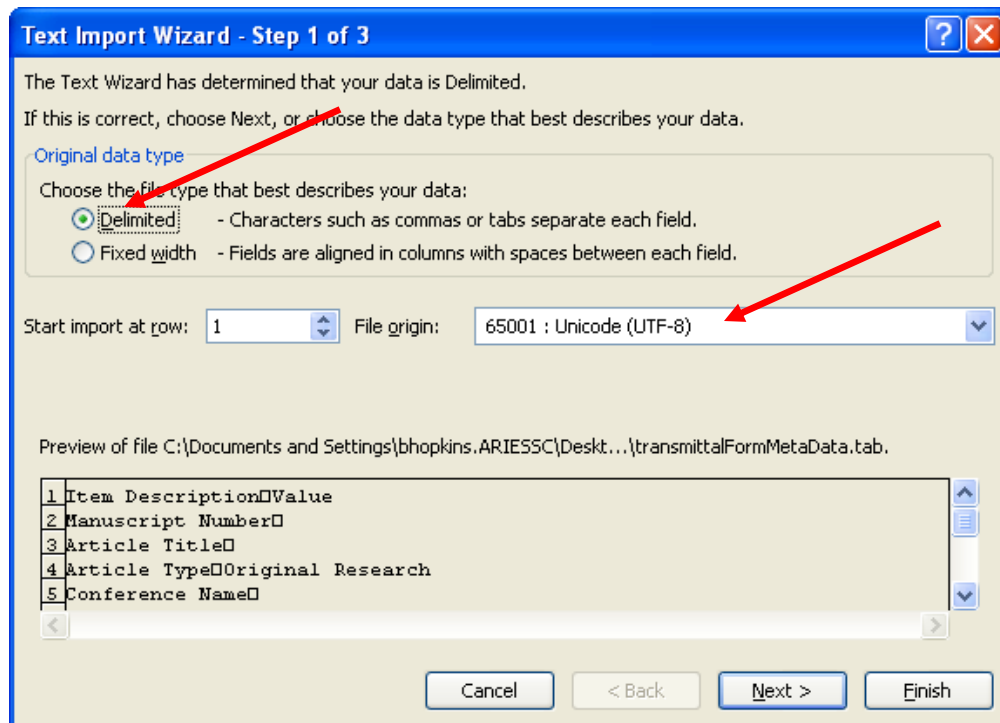 Text Import Wizard - Step 1 of 3
The Text Wizard has determined that your data is Delimited.
If this is correct, choose Next, or choose the data type that best describes your data.
Original data type
Choose the file type that best describes your data:
Delimited - Characters such as commas or tabs separate each field.
Fixed width - Fields are aligned in columns with spaces between each field.
Start import at row: 1 File origin: 65001 : Unicode (UTF-8)
Preview of file C:\Documents and Settings\bhopkins.ARIESSC\Deskt...\transmittalFormMetaData.tab.
1 Item Description□Value
2 Manuscript Number□
3 Article Title□
4 Article Type□Original Research
5 Conference Name□
Cancel < Back Next > Finish